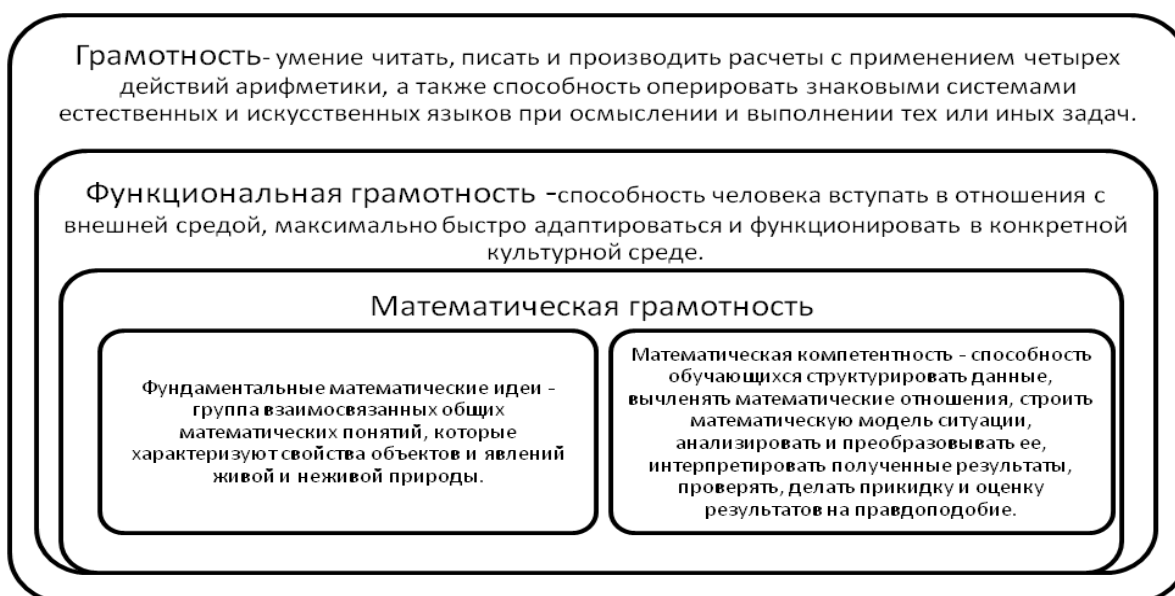 Грамотность- умение читать, писать и производить расчеты с применением четырех
действий арифметики, а также способность оперировать знаковыми системами
естественных и искусственных языков при осмыслении и выполнении тех или иных задач.
Функциональная грамотность -способность человека вступать в отношения с
внешней средой, максимально быстро адаптироваться и функционировать в конкретной
культурной среде.
Математическая грамотность
Фундаментальные математические идеи -
группа взаимосвязанных общих
математических понятий, которые
характеризуют свойства объектов и явлений
живой и неживой природы.
Математическая компетентность - способность
обучающихся структурировать данные,
вычленять математические отношения, строить
математическую модель ситуации,
анализировать и преобразовывать ее,
интерпретировать полученные результаты,
проверять, делать прикидку и оценку
результатов на правдоподобие.